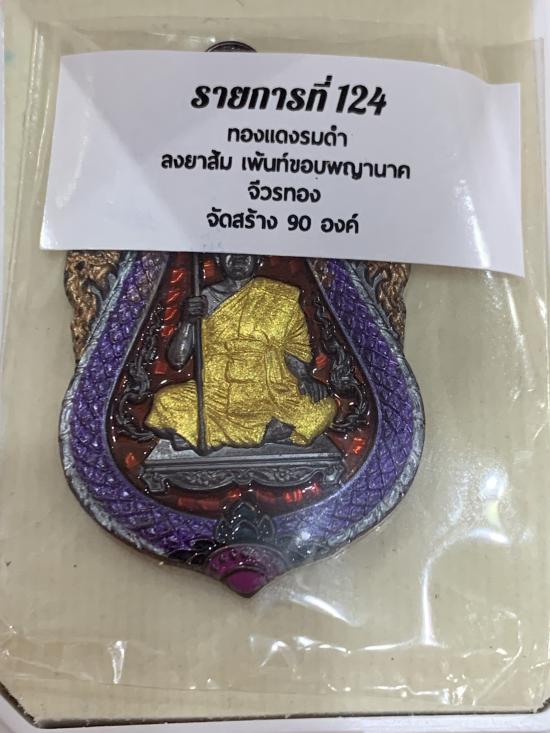 รายการที่ 124
ทองแดงรมดำ
ลงยาส้ม เพ้นท์ขอบพญานาค
จีวรทอง
จัดสร้าง 90 องค์